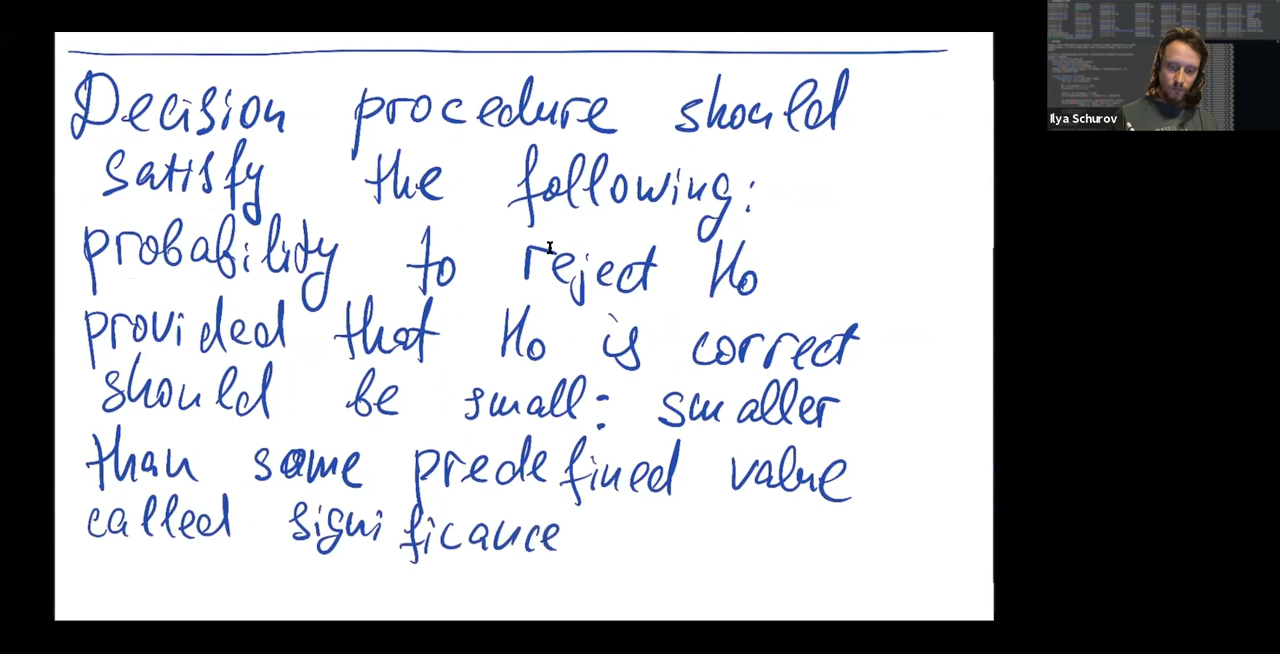 Decision procedure should
satisfy the following:
probability to reject H₀
provided that H₀ is correct
should be small: smaller
than some predefined value
called significance
Ilya Schurov